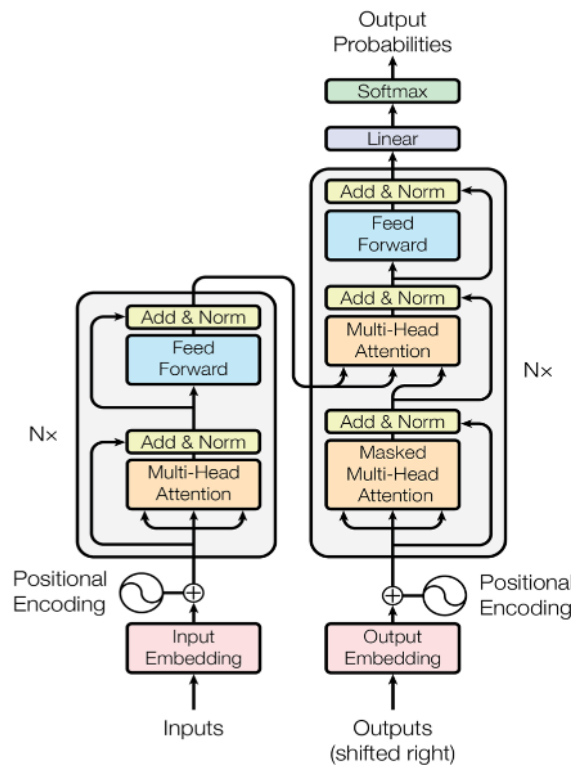 Output
Probabilities
Softmax
Linear
Add & Norm
Feed
Forward
Add & Norm
Multi-Head
Attention
Add & Norm
Masked
Multi-Head
Attention
N×
Add & Norm
Feed
Forward
Add & Norm
Multi-Head
Attention
N×
Positional
Encoding
Positional
Encoding
Input
Embedding
Output
Embedding
Inputs
Outputs
(shifted right)